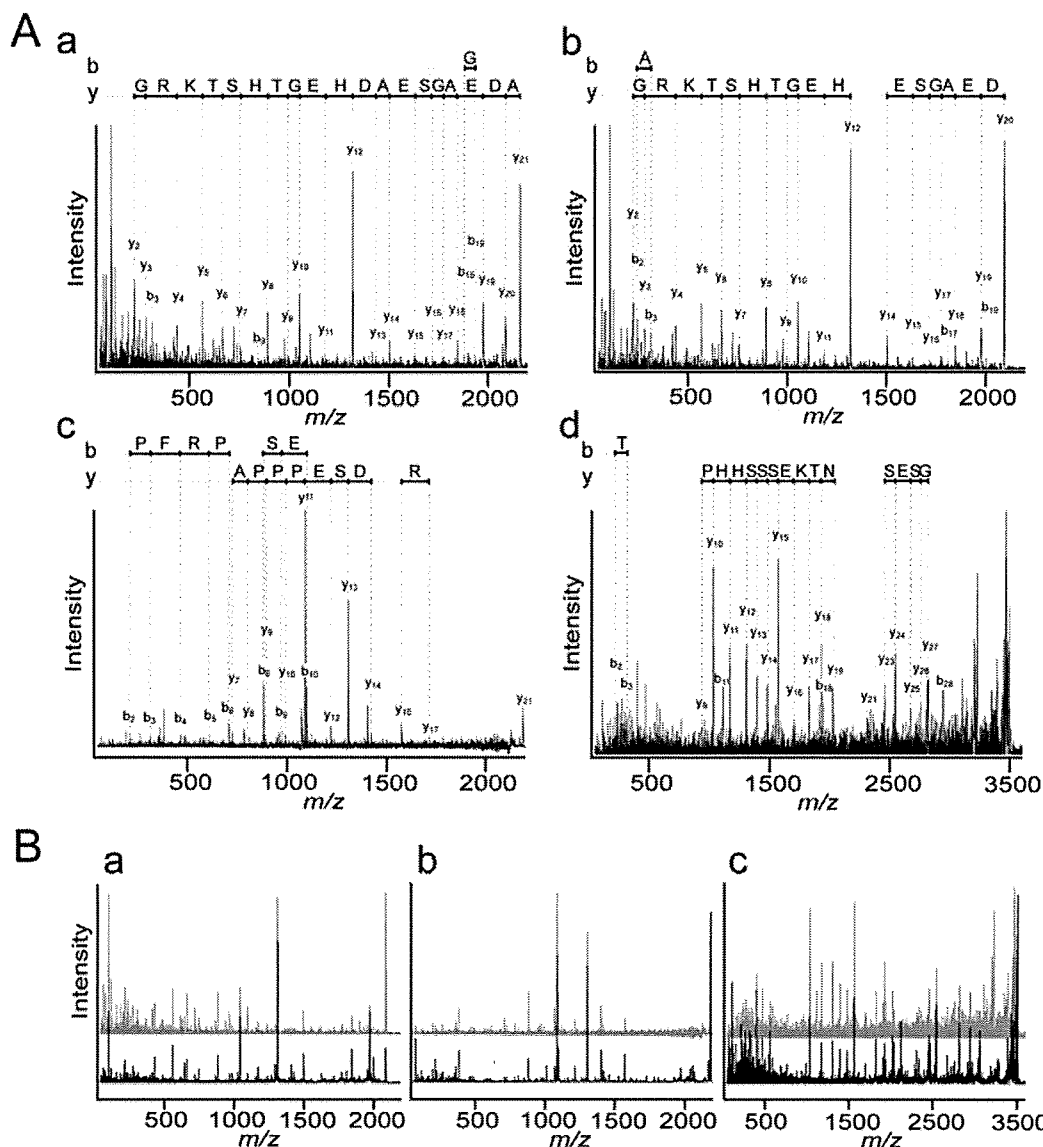 A
a
b G
y G R K T S H T G E H D A E S G A E D A
Intensity
y2 y3 b3 y4 y5 y6 y7 y8 b9 y9 y10 y11 y12 y13 y14 y15 y16 y17 y18 b19 y19 y20 y21
500 1000 1500 2000
m/z
b
b A
y G R K T S H T G E H E S G A E D
Intensity
y2 b2 y3 b3 y4 y5 y7 y8 y9 y10 y11 y12 y14 y15 y16 y17 b17 y18 y19 b19 y20
500 1000 1500 2000
m/z
c
b P F R P S E
y A P P P E S D R
Intensity
b2 b3 b4 b5 b6 y7 y8 y9 b8 b9 y10 y11 b10 y12 y13 y14 y16 y17 y21
500 1000 1500 2000
m/z
d
b T
y P H H S S S E K T N S E S G
Intensity
b2 b3 y9 y10 b11 y11 y12 y13 y14 y15 y16 y17 y18 b18 y19 y21 y23 y24 y25 y26 y27 b28
500 1500 2500 3500
m/z
B
a
Intensity
500 1000 1500 2000
m/z
b
500 1000 1500 2000
m/z
c
500 1500 2500 3500
m/z